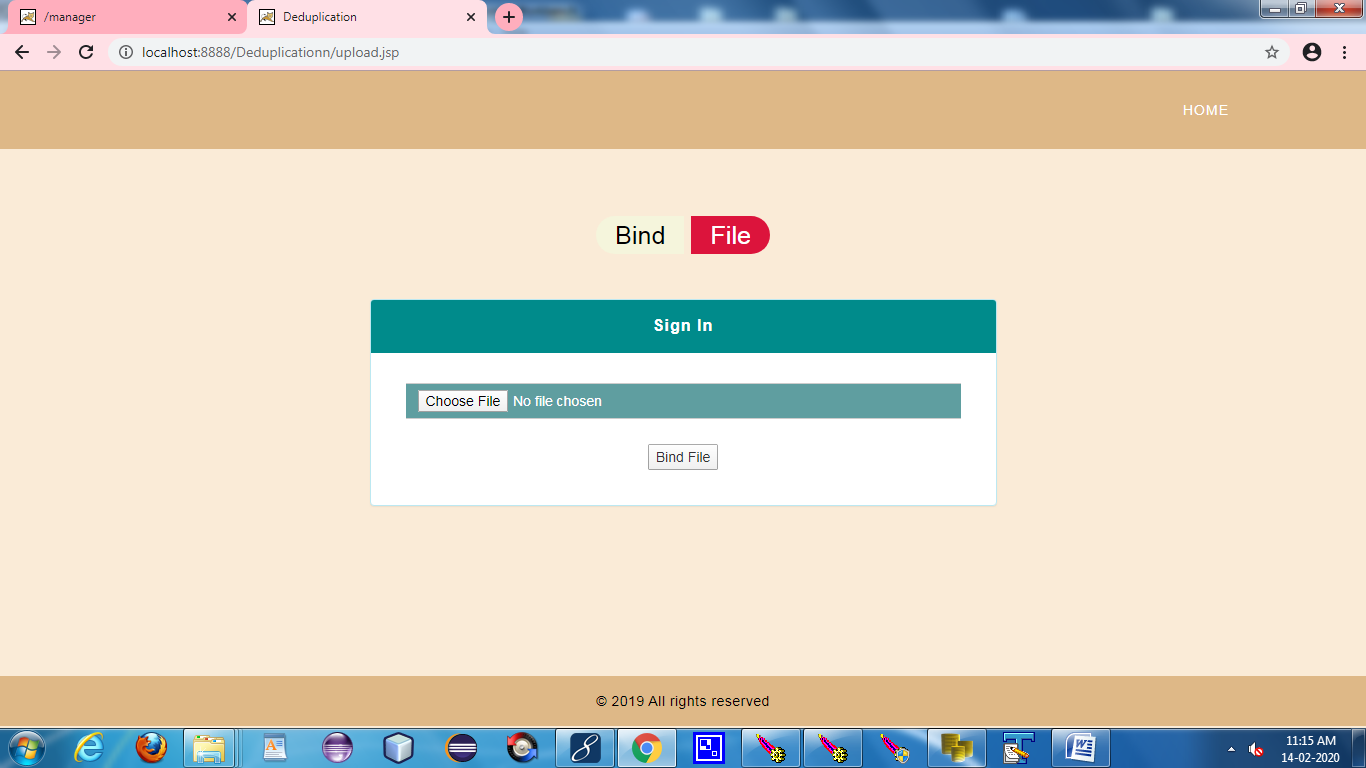 /manager
Deduplication
localhost:8888/Deduplicationn/upload.jsp
HOME
Bind File
Sign In
Choose File No file chosen
Bind File
© 2019 All rights reserved
11:15 AM
14-02-2020